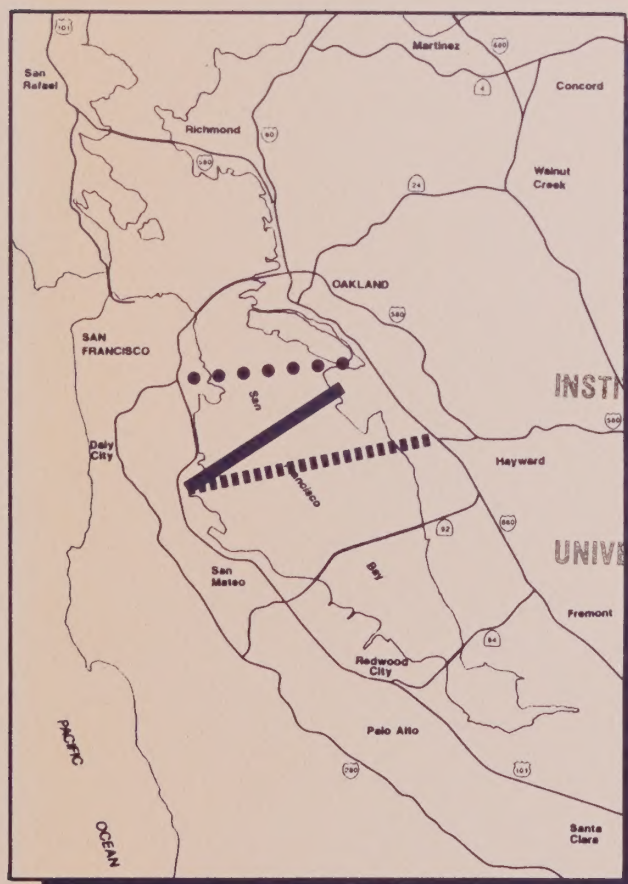 101
San
Rafael
Martinez
680
4
Concord
Richmond
80
580
24
Walnut
Creek
OAKLAND
580
SAN
FRANCISCO
San
INSTI
580
Daly
City
Hayward
Francisco
92
880
San
Mateo
Bay
UNIVE
Fremont
84
Redwood
City
Palo Alto
PACIFIC
OCEAN
280
101
Santa
Clara